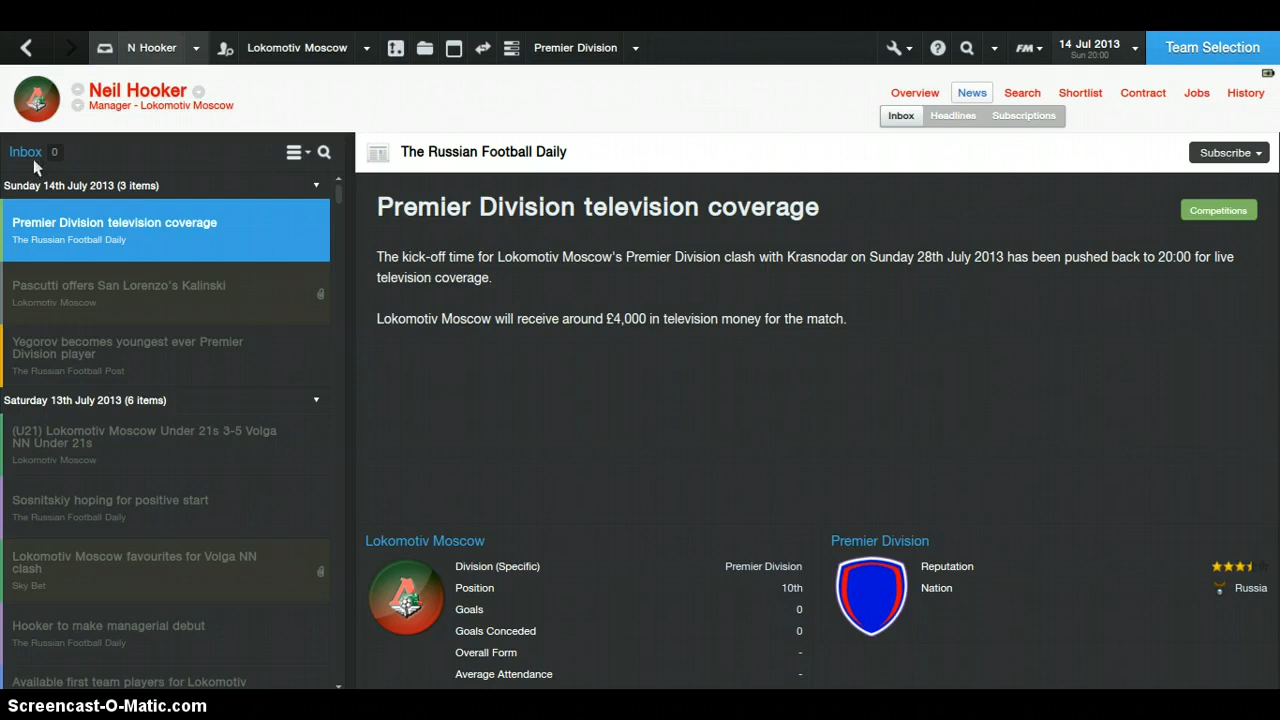 N Hooker
Lokomotiv Moscow
Premier Division
FM
14 Jul 2013
Sun 20:00
Team Selection
Neil Hooker
Manager - Lokomotiv Moscow
Overview News Search Shortlist Contract Jobs History
Inbox Headlines Subscriptions
Inbox 0
Sunday 14th July 2013 (3 items)
Premier Division television coverage
The Russian Football Daily
Pascutti offers San Lorenzo's Kalinski
Lokomotiv Moscow
Yegorov becomes youngest ever Premier
Division player
The Russian Football Post
Saturday 13th July 2013 (6 items)
(U21) Lokomotiv Moscow Under 21s 3-5 Volga
NN Under 21s
Lokomotiv Moscow
Sosnitskiy hoping for positive start
The Russian Football Daily
Lokomotiv Moscow favourites for Volga NN
clash
Sky Bet
Hooker to make managerial debut
The Russian Football Daily
Available first team players for Lokomotiv
The Russian Football Daily
Subscribe
Premier Division television coverage
Competitions
The kick-off time for Lokomotiv Moscow's Premier Division clash with Krasnodar on Sunday 28th July 2013 has been pushed back to 20:00 for live
television coverage.
Lokomotiv Moscow will receive around £4,000 in television money for the match.
Lokomotiv Moscow
Division (Specific) Premier Division
Position 10th
Goals 0
Goals Conceded 0
Overall Form -
Average Attendance -
Premier Division
Reputation
Nation Russia
Screencast-O-Matic.com